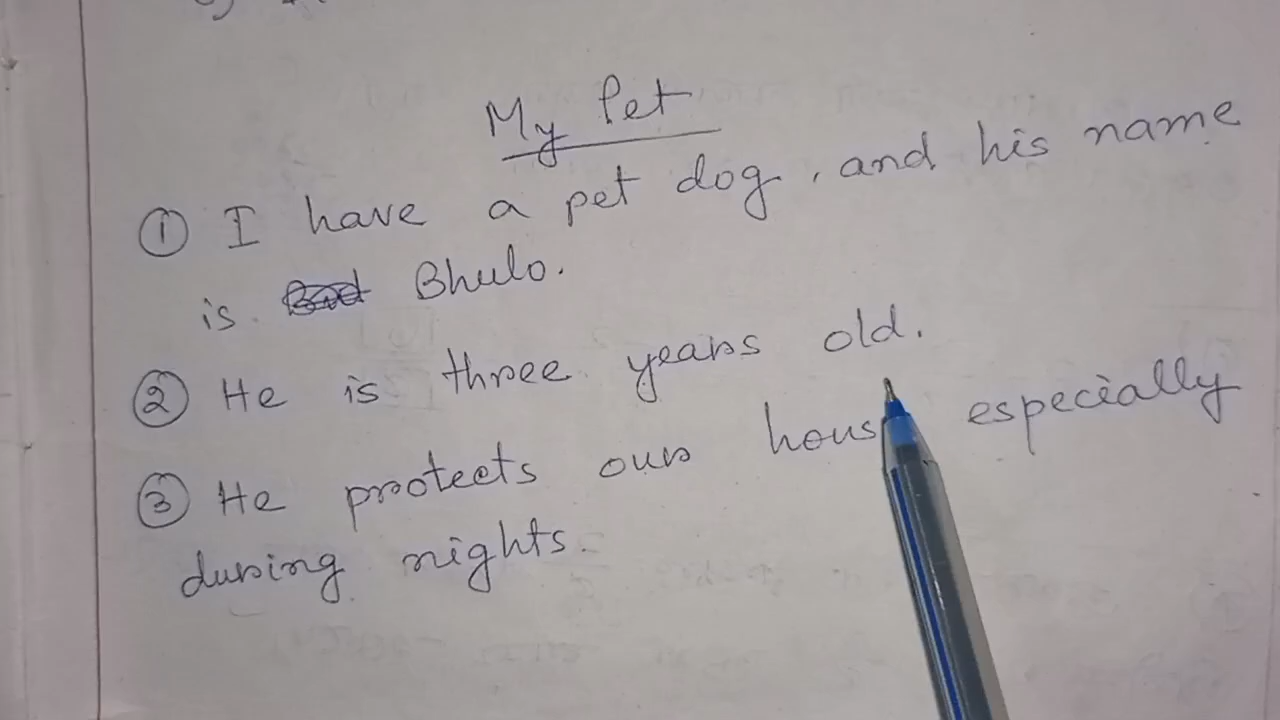 My Pet
① I have a pet dog, and his name
is Bhulo.
② He is three years old.
③ He protects our hous especially
during nights.